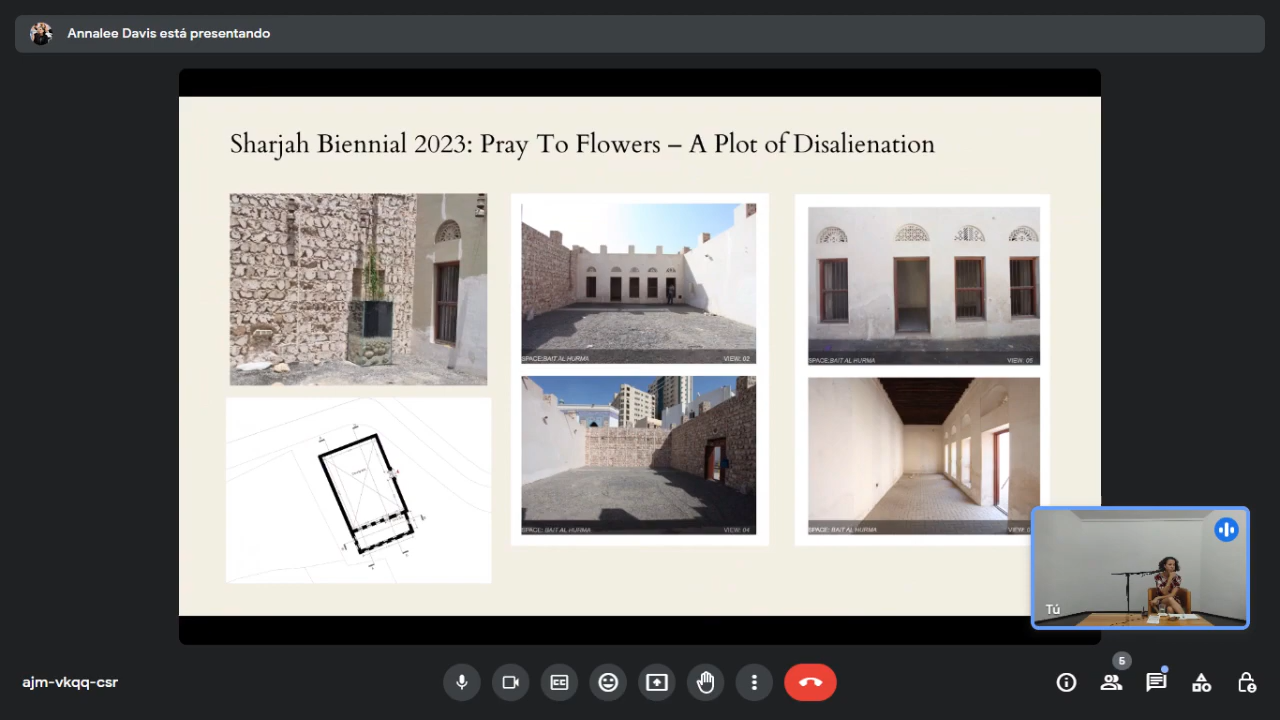 Annalee Davis está presentando
Sharjah Biennial 2023: Pray To Flowers – A Plot of Disalienation
SPACE:BAIT AL HURMA VIEW: 02
SPACE:BAIT AL HURMA VIEW: 05
SPACE: BAIT AL HURMA VIEW: 04
SPACE: BAIT AL HURMA VIEW:
Tú
5
ajm-vkqq-csr
CC